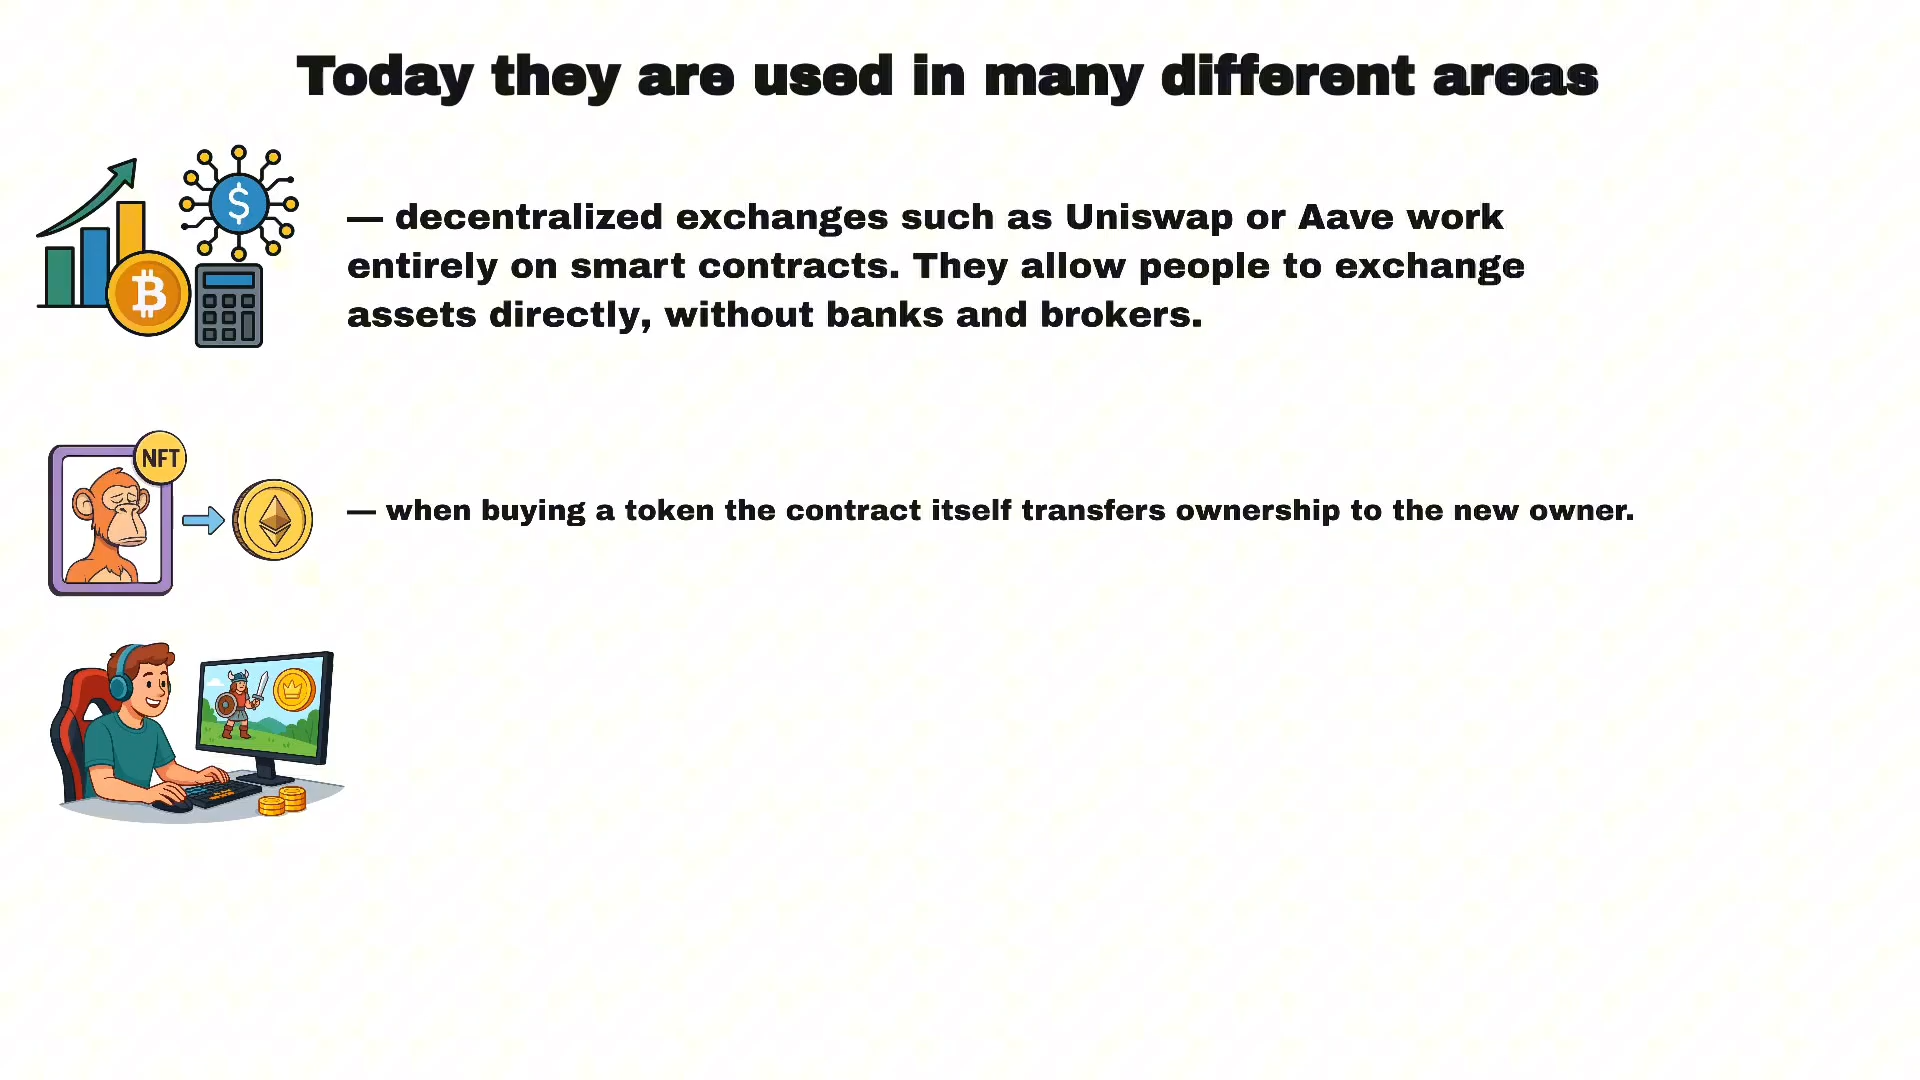 Today they are used in many different areas
— decentralized exchanges such as Uniswap or Aave work
entirely on smart contracts. They allow people to exchange
assets directly, without banks and brokers.
NFT
— when buying a token the contract itself transfers ownership to the new owner.